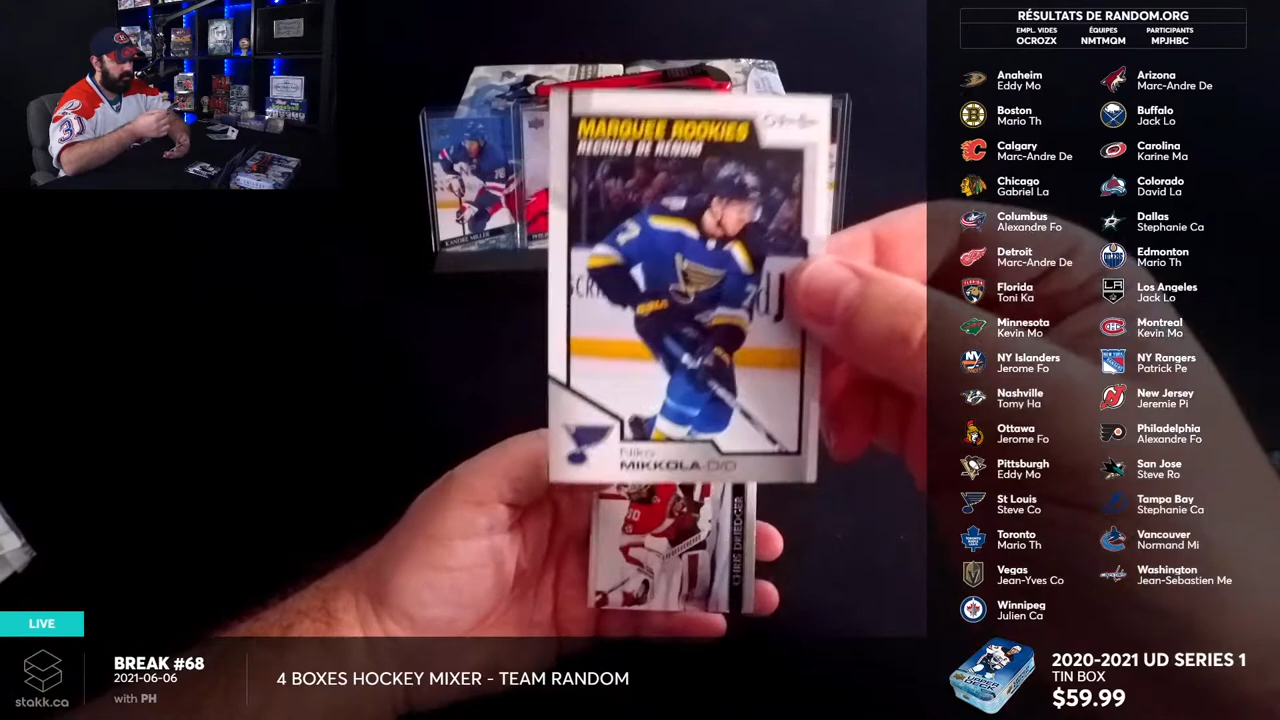 RÉSULTATS DE RANDOM.ORG
EMPL. VIDES ÉQUIPES PARTICIPANTS
OCROZX NMTMQM MPJHBC
Anaheim
Eddy Mo
Arizona
Marc-Andre De
Boston
Mario Th
Buffalo
Jack Lo
Calgary
Marc-Andre De
Carolina
Karine Ma
Chicago
Gabriel La
Colorado
David La
Columbus
Alexandre Fo
Dallas
Stephanie Ca
Detroit
Marc-Andre De
Edmonton
Mario Th
Florida
Toni Ka
Los Angeles
Jack Lo
Minnesota
Kevin Mo
Montreal
Kevin Mo
NY Islanders
Jerome Fo
NY Rangers
Patrick Pe
Nashville
Tomy Ha
New Jersey
Jeremie Pi
Ottawa
Jerome Fo
Philadelphia
Alexandre Fo
Pittsburgh
Eddy Mo
San Jose
Steve Ro
St Louis
Steve Co
Tampa Bay
Stephanie Ca
Toronto
Mario Th
Vancouver
Normand Mi
Vegas
Jean-Yves Co
Washington
Jean-Sebastien Me
Winnipeg
Julien Ca
31
MARQUEE ROOKIES
RECRUES DE RENOM
KANDRE MILLER
Niko
MIKKOLA-D/D
CHRIS DRIEDGER
LIVE
stakk.ca
BREAK #68
2021-06-06
with PH
4 BOXES HOCKEY MIXER - TEAM RANDOM
2020-2021 UD SERIES 1
TIN BOX
$59.99